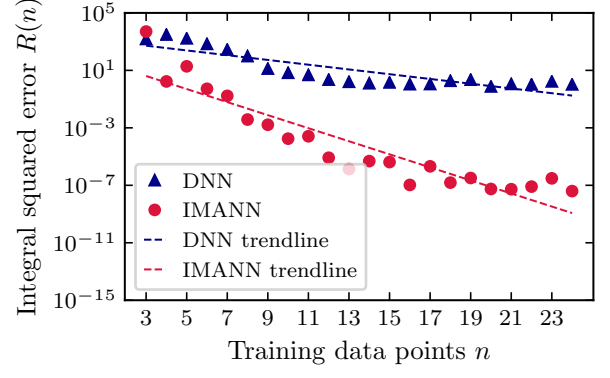 Integral squared error R(n)
10^5
10^1
10^−3
10^−7
10^−11
10^−15
DNN
IMANN
DNN trendline
IMANN trendline
3 5 7 9 11 13 15 17 19 21 23
Training data points n